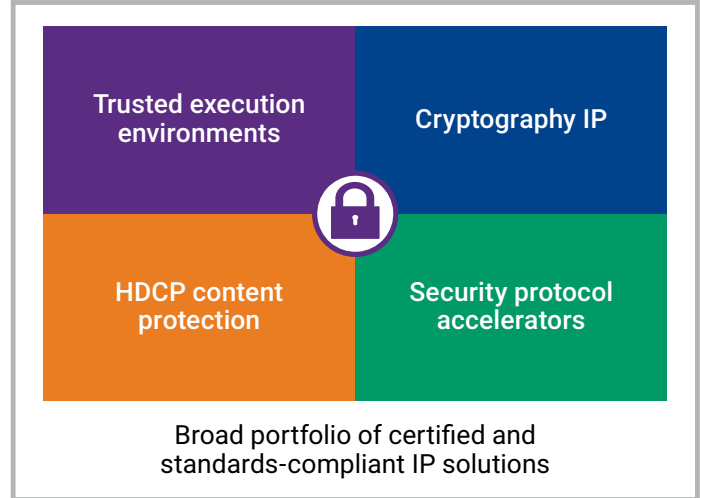 Trusted execution
environments
Cryptography IP
HDCP content
protection
Security protocol
accelerators
Broad portfolio of certified and
standards-compliant IP solutions